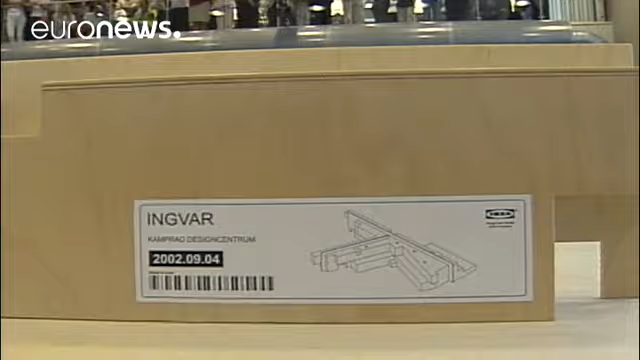 euronews.
INGVAR
KAMPRAD DESIGNCENTRUM
2002.09.04
IKEA